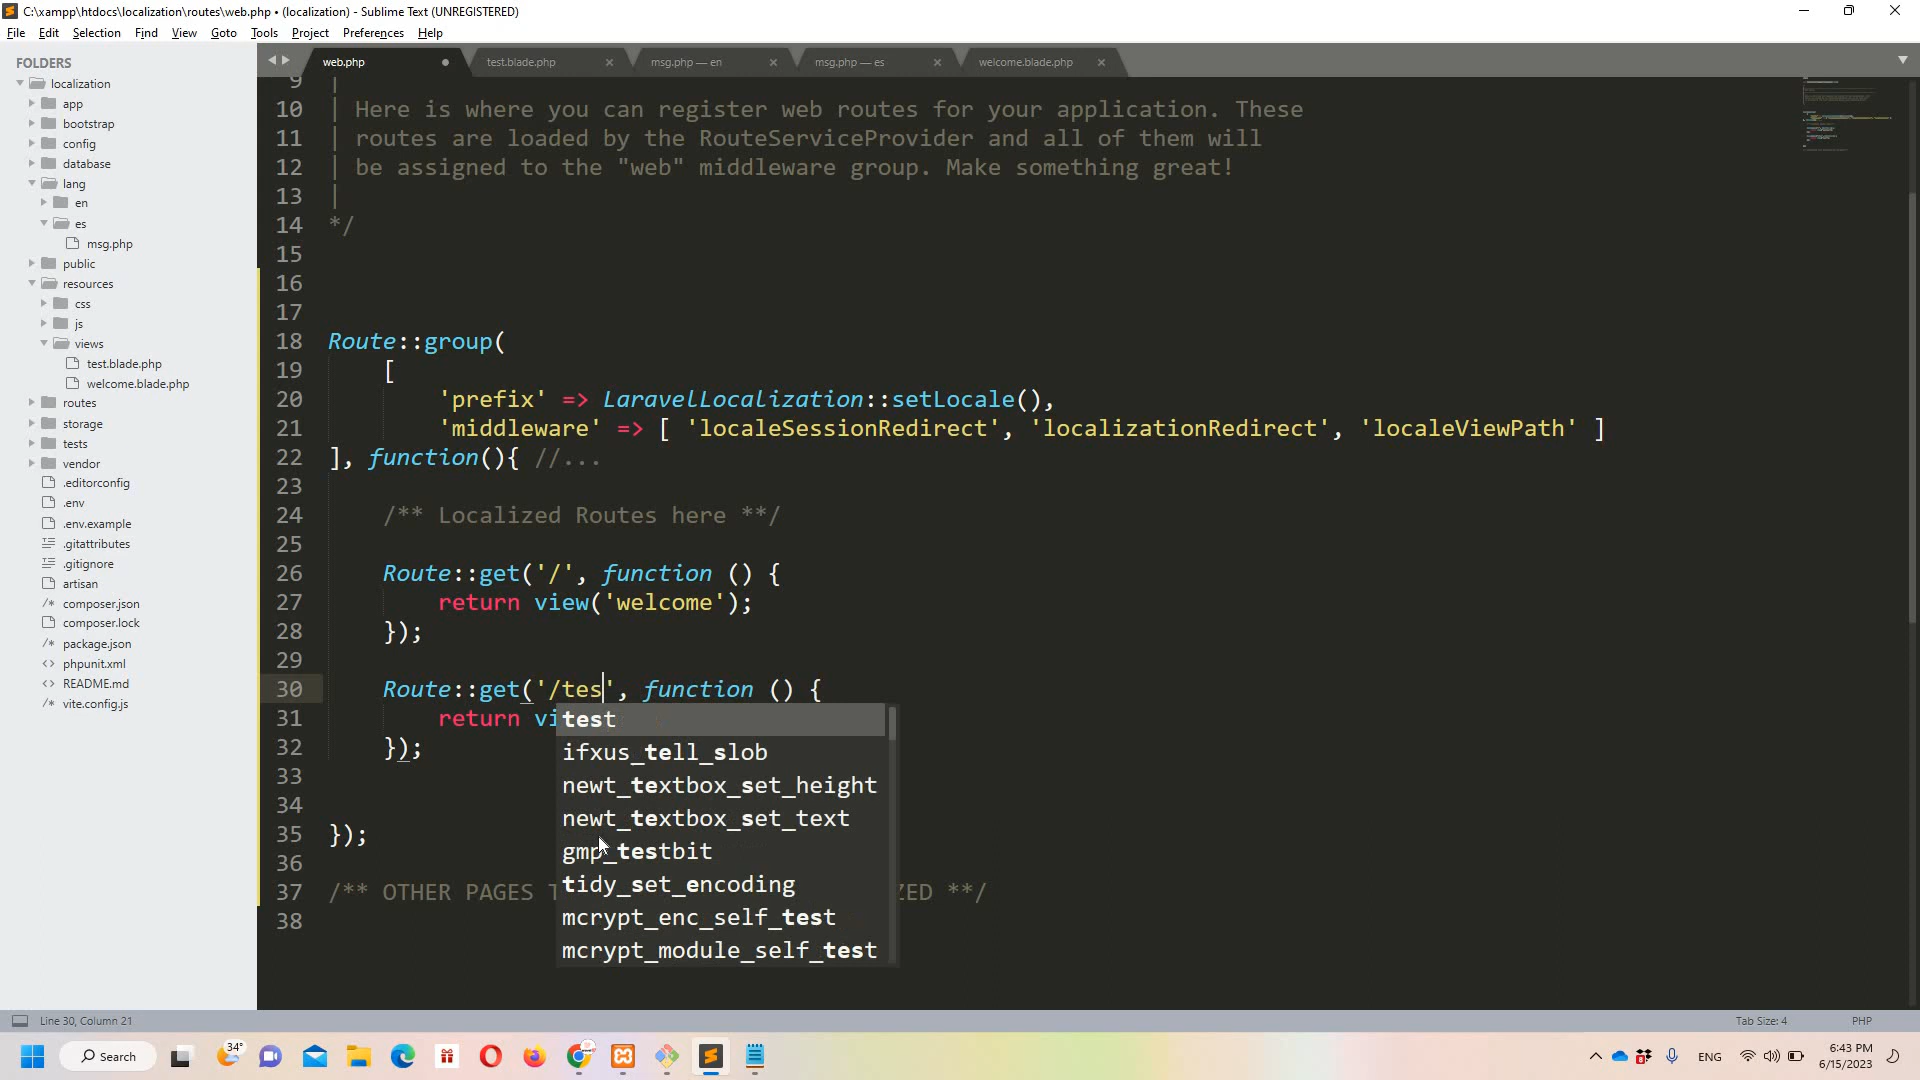 C:\xampp\htdocs\localization\routes\web.php • (localization) - Sublime Text (UNREGISTERED)
File Edit Selection Find View Goto Tools Project Preferences Help
FOLDERS
localization
app
bootstrap
config
database
lang
en
es
msg.php
public
resources
css
js
views
test.blade.php
welcome.blade.php
routes
storage
tests
vendor
.editorconfig
.env
.env.example
.gitattributes
.gitignore
artisan
composer.json
composer.lock
package.json
phpunit.xml
README.md
vite.config.js
web.php test.blade.php msg.php — en msg.php — es welcome.blade.php
9 |
10 | Here is where you can register web routes for your application. These
11 | routes are loaded by the RouteServiceProvider and all of them will
12 | be assigned to the "web" middleware group. Make something great!
13 |
14 */
15
16
17
18 Route::group(
19 [
20 'prefix' => LaravelLocalization::setLocale(),
21 'middleware' => [ 'localeSessionRedirect', 'localizationRedirect', 'localeViewPath' ]
22 ], function(){ //...
23
24 /** Localized Routes here **/
25
26 Route::get('/', function () {
27 return view('welcome');
28 });
29
30 Route::get('/tes', function () {
31 return vi
32 });
33
34
35 });
36
37 /** OTHER PAGES T ZED **/
38
test
ifxus_tell_slob
newt_textbox_set_height
newt_textbox_set_text
gmp_testbit
tidy_set_encoding
mcrypt_enc_self_test
mcrypt_module_self_test
Line 30, Column 21 Tab Size: 4 PHP
Search 34° ENG 6:43 PM
6/15/2023